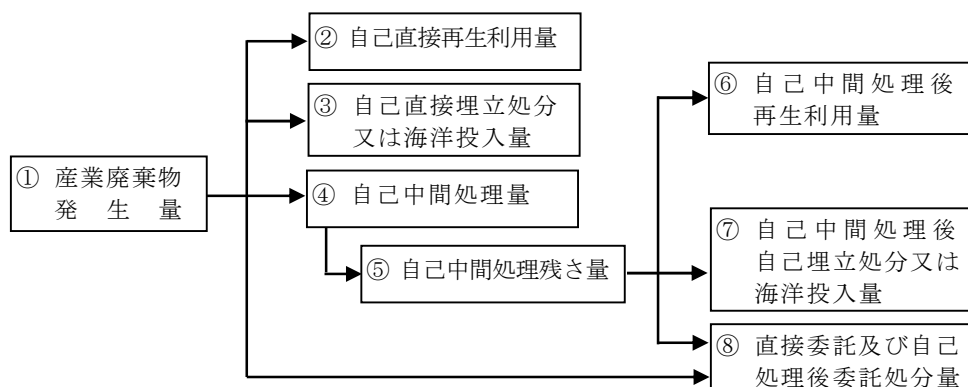 ② 自己直接再生利用量
③ 自己直接埋立処分
又は海洋投入量
① 産業廃棄物
発生量
④ 自己中間処理量
⑤ 自己中間処理残さ量
⑥ 自己中間処理後
再生利用量
⑦ 自己中間処理後
自己埋立処分又は
海洋投入量
⑧ 直接委託及び自己
処理後委託処分量